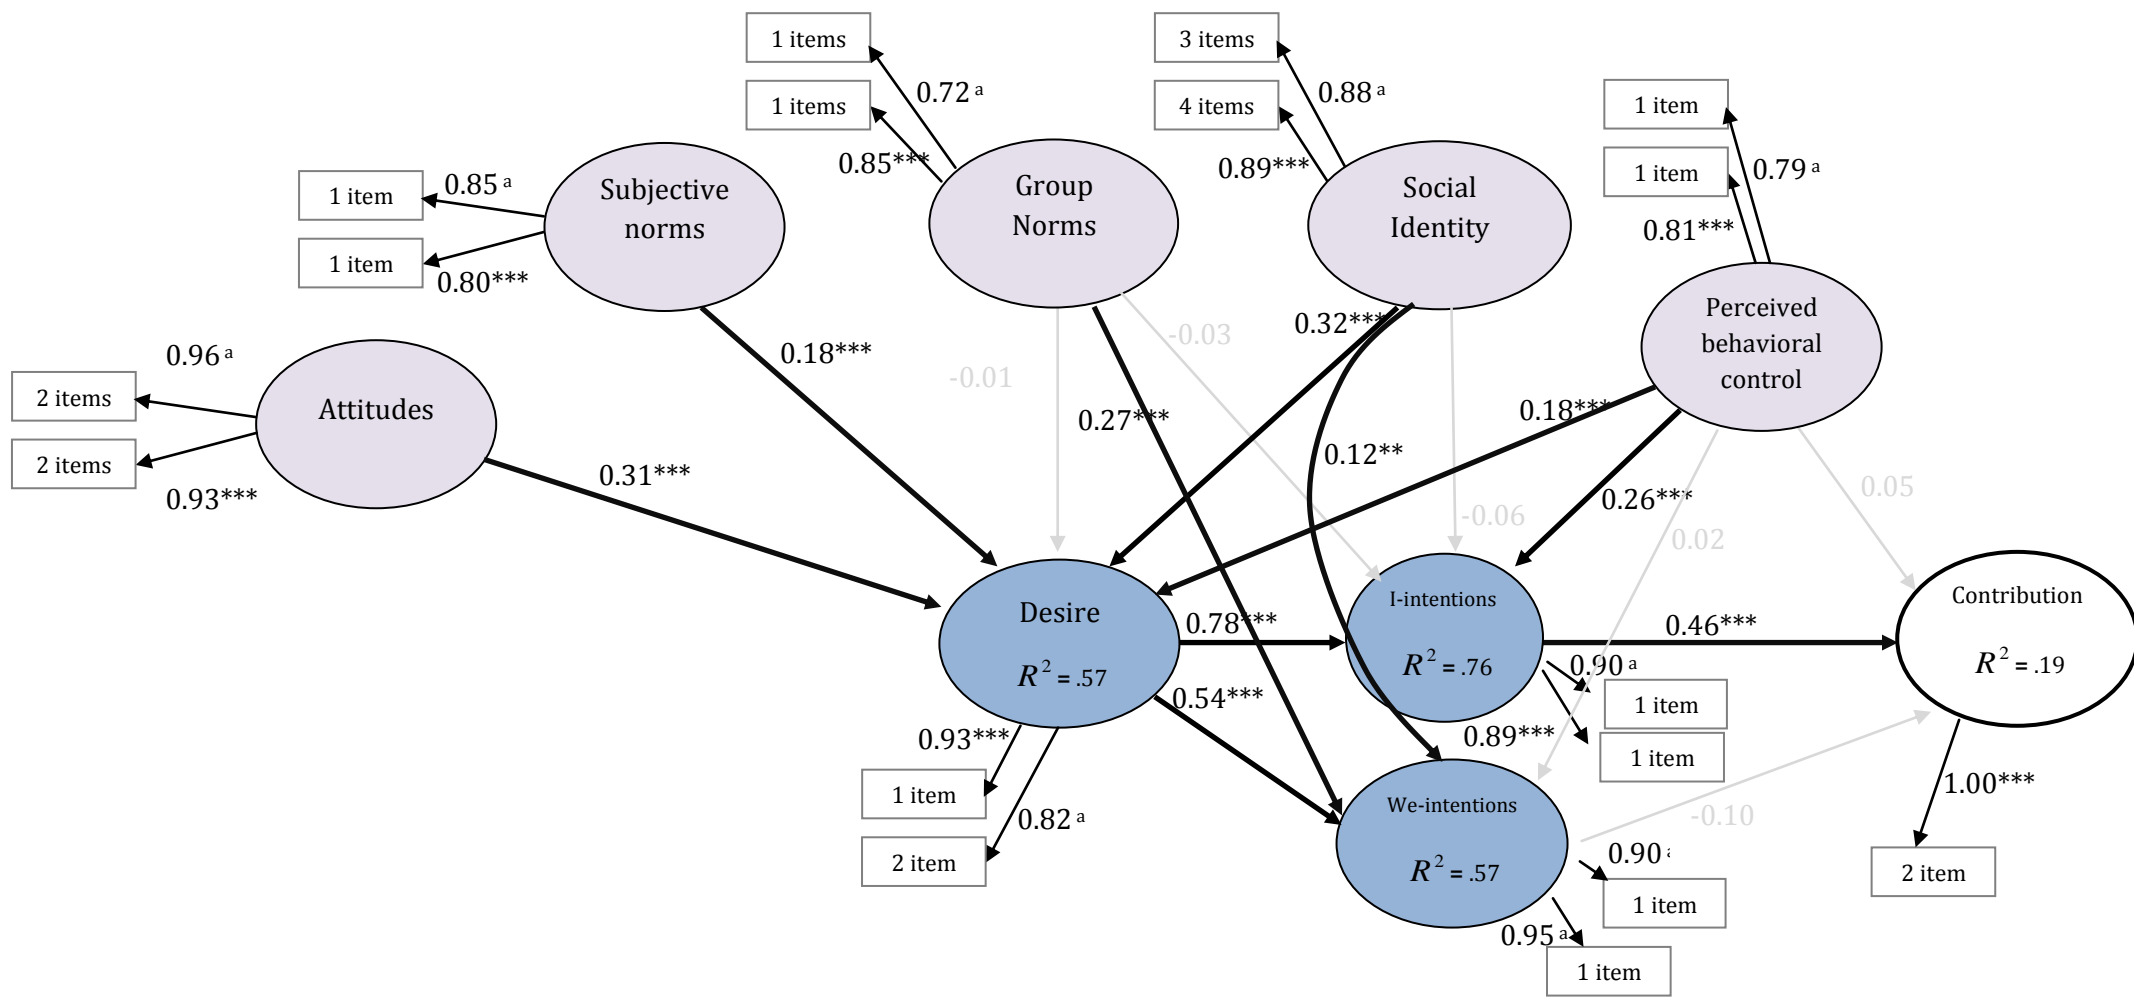 1 items
3 items
0.72 a
0.88 a
1 items
4 items
1 item
0.85***
0.89***
0.79 a
1 item
0.85 a
1 item
Subjective
norms
Group
Norms
Social
Identity
0.81***
1 item
0.80***
Perceived
behavioral
control
0.96 a
0.18***
-0.01
-0.03
0.32***
2 items
Attitudes
0.27***
0.18***
2 items
0.93***
0.31***
0.12**
0.26***
-0.06
0.02
0.05
Desire
R² = .57
0.78***
I-intentions
R² = .76
0.46***
Contribution
R² = .19
0.54***
0.90 a
1 item
0.93***
0.89***
1 item
1 item
0.82 a
We-intentions
R² = .57
-0.10
1.00***
2 item
0.90
1 item
2 item
0.95 a
1 item